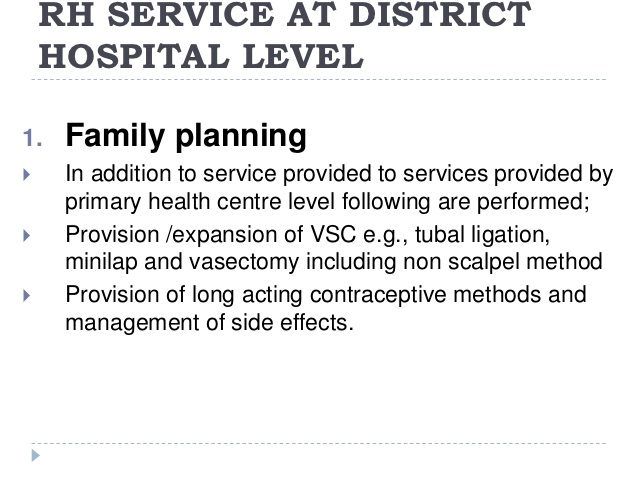 RH SERVICE AT DISTRICT
HOSPITAL LEVEL
1. Family planning
In addition to service provided to services provided by
primary health centre level following are performed;
Provision /expansion of VSC e.g., tubal ligation,
minilap and vasectomy including non scalpel method
Provision of long acting contraceptive methods and
management of side effects.